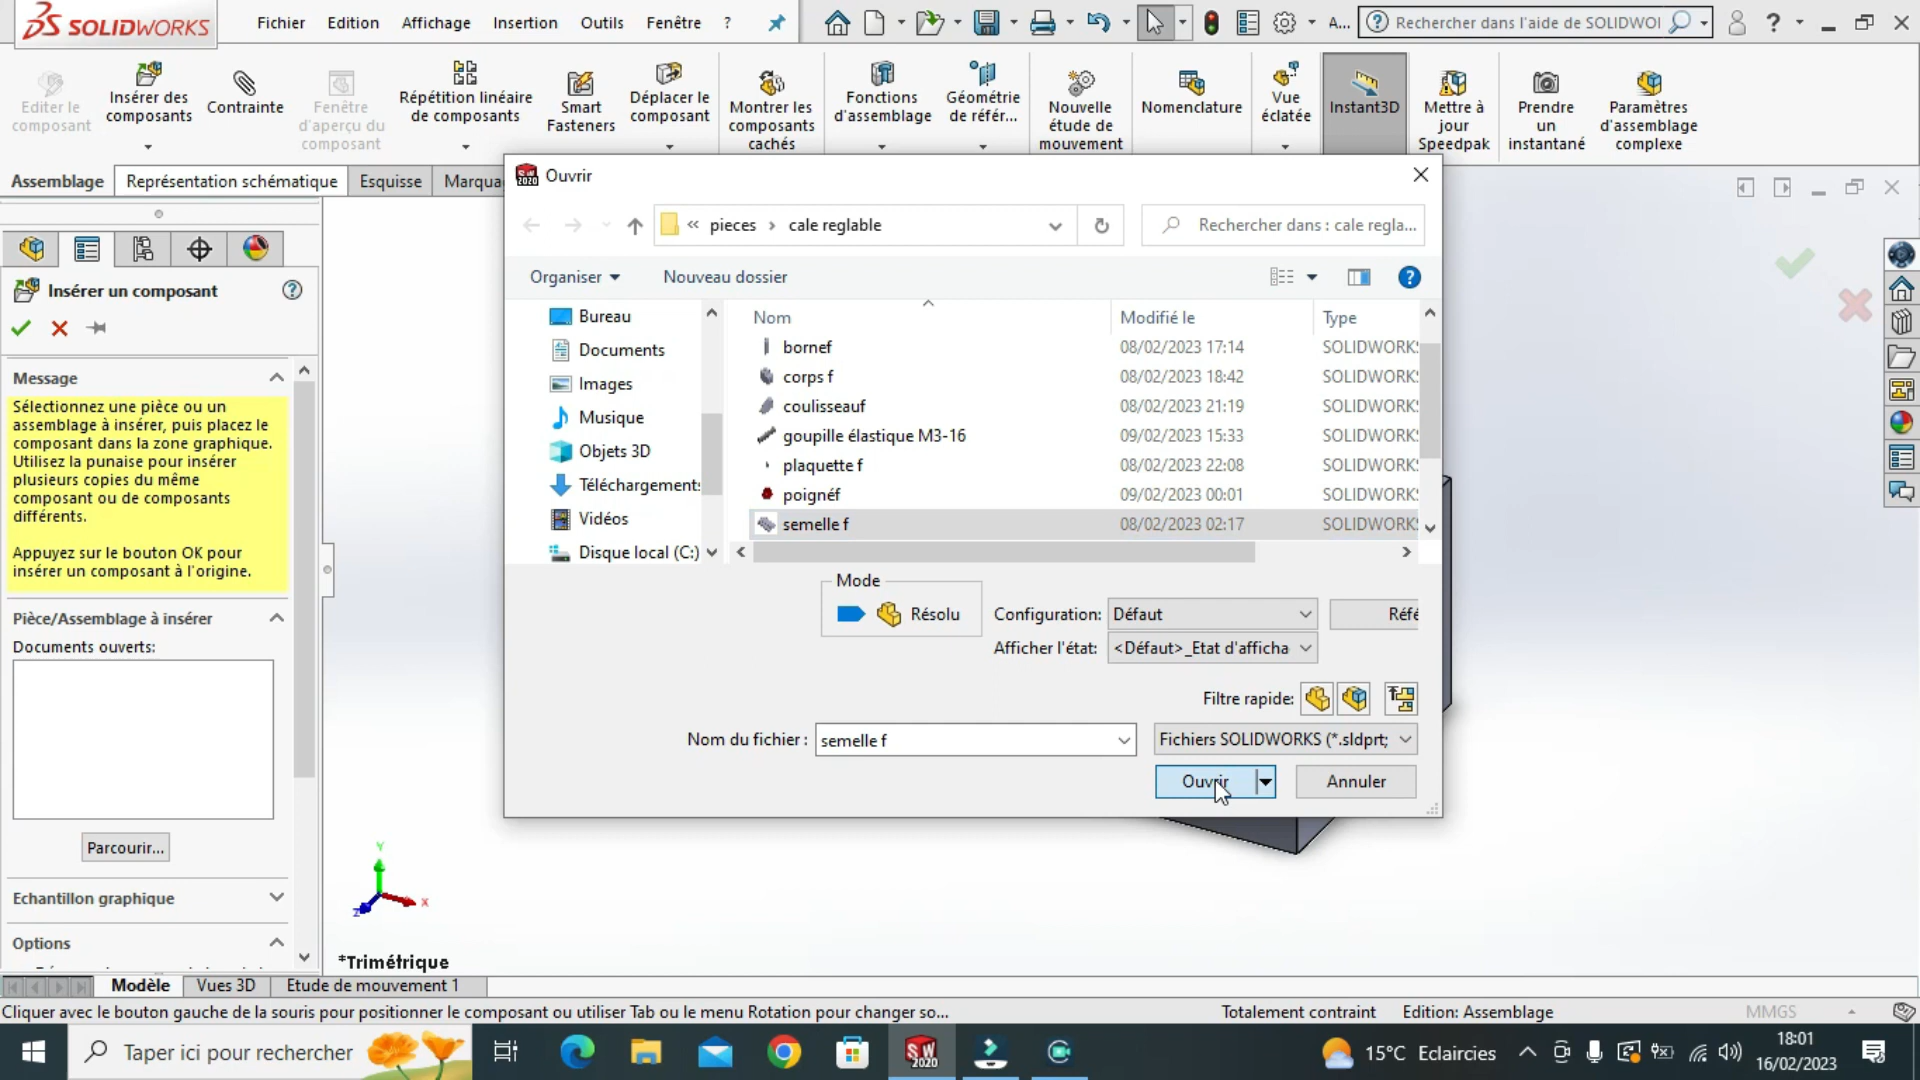 SOLIDWORKS
Fichier Edition Affichage Insertion Outils Fenêtre ?
A... Rechercher dans l'aide de SOLIDWOI
Editer le composant
Insérer des composants
Contrainte
Fenêtre d'aperçu du composant
Répétition linéaire de composants
Smart Fasteners
Déplacer le composant
Montrer les composants cachés
Fonctions d'assemblage
Géométrie de référ...
Nouvelle étude de mouvement
Nomenclature
Vue éclatée
Instant3D
Mettre à jour Speedpak
Prendre un instantané
Paramètres d'assemblage complexe
Assemblage Représentation schématique Esquisse Marqua
Insérer un composant
Message
Sélectionnez une pièce ou un
assemblage à insérer, puis placez le
composant dans la zone graphique.
Utilisez la punaise pour insérer
plusieurs copies du même
composant ou de composants
différents.
Appuyez sur le bouton OK pour
insérer un composant à l'origine.
Pièce/Assemblage à insérer
Documents ouverts:
Parcourir...
Echantillon graphique
Options
Ouvrir
« pieces › cale reglable
Rechercher dans : cale regla...
Organiser Nouveau dossier
Bureau
Documents
Images
Musique
Objets 3D
Téléchargements
Vidéos
Disque local (C:)
Nom Modifié le Type
bornef 08/02/2023 17:14 SOLIDWORKS
corps f 08/02/2023 18:42 SOLIDWORKS
coulisseauf 08/02/2023 21:19 SOLIDWORKS
goupille élastique M3-16 09/02/2023 15:33 SOLIDWORKS
plaquette f 08/02/2023 22:08 SOLIDWORKS
poignéf 09/02/2023 00:01 SOLIDWORKS
semelle f 08/02/2023 02:17 SOLIDWORKS
Mode
Résolu
Configuration: Défaut Réfé
Afficher l'état: <Défaut>_Etat d'afficha
Filtre rapide:
Nom du fichier : semelle f Fichiers SOLIDWORKS (*.sldprt;
Ouvrir Annuler
Y
X
Z
*Trimétrique
Modèle Vues 3D Etude de mouvement 1
Cliquer avec le bouton gauche de la souris pour positionner le composant ou utiliser Tab ou le menu Rotation pour changer so... Totalement contraint Edition: Assemblage MMGS
Taper ici pour rechercher
SW 2020
15°C Eclaircies
18:01
16/02/2023